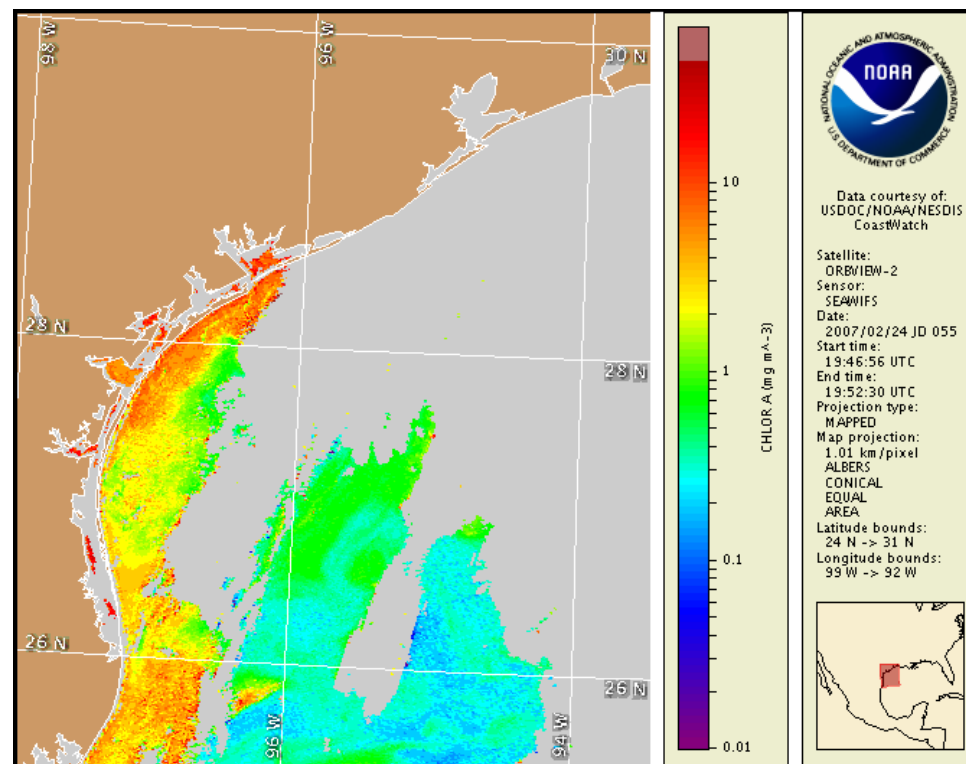 98 W
96 W
30 N
28 N
28 N
26 N
26 N
96 W
94 W
10
1
0.1
0.01
CHLOR A (mg m^-3)
NATIONAL OCEANIC AND ATMOSPHERIC ADMINISTRATION
NOAA
U.S. DEPARTMENT OF COMMERCE
Data courtesy of:
USDOC/NOAA/NESDIS
CoastWatch
Satellite:
ORBVIEW-2
Sensor:
SEAWIFS
Date:
2007/02/24 JD 055
Start time:
19:46:56 UTC
End time:
19:52:30 UTC
Projection type:
MAPPED
Map projection:
1.01 km/pixel
ALBERS
CONICAL
EQUAL
AREA
Latitude bounds:
24 N -> 31 N
Longitude bounds:
99 W -> 92 W